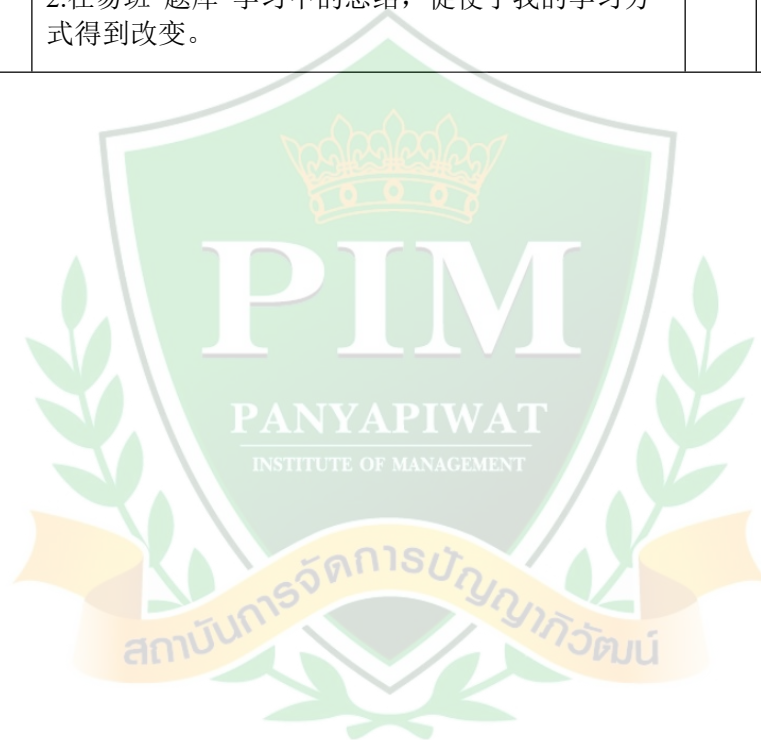 2.在易班“题库”学习中的总结，促使了我的学习方
式得到改变。
PIM
PANYAPIWAT
INSTITUTE OF MANAGEMENT
สถาบันการจัดการปัญญาภิวัฒน์